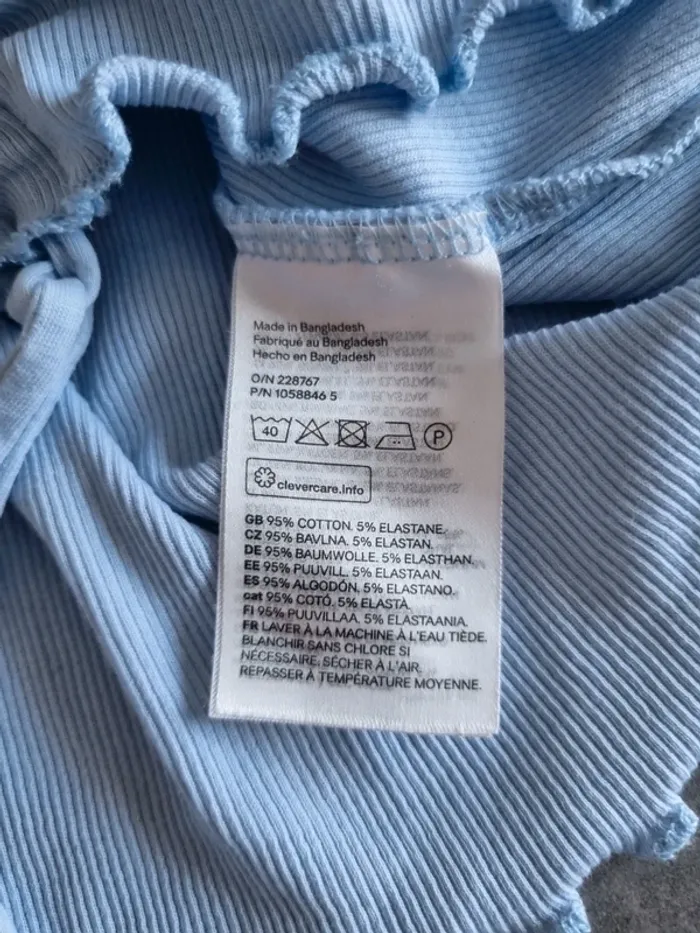 Made in Bangladesh
Fabriqué au Bangladesh
Hecho en Bangladesh
O/N 228767
P/N 1058846 5
40 P
clevercare.info
GB 95% COTTON. 5% ELASTANE.
CZ 95% BAVLNA. 5% ELASTAN.
DE 95% BAUMWOLLE. 5% ELASTHAN.
EE 95% PUUVILL. 5% ELASTAAN.
ES 95% ALGODÓN. 5% ELASTANO.
cat 95% COTÓ. 5% ELASTÀ.
FI 95% PUUVILLAA. 5% ELASTAANIA.
FR LAVER À LA MACHINE À L'EAU TIÈDE.
BLANCHIR SANS CHLORE SI
NÉCESSAIRE. SÉCHER À L'AIR.
REPASSER À TEMPÉRATURE MOYENNE.